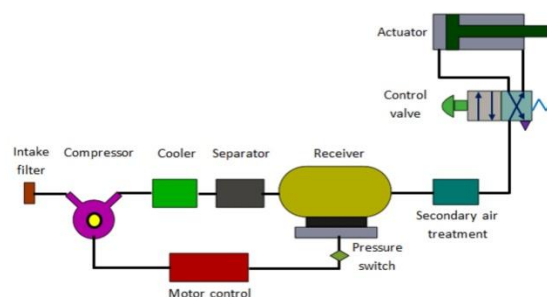 Actuator
Control
valve
Intake
filter
Compressor
Cooler
Separator
Receiver
Secondary air
treatment
Pressure
switch
Motor control